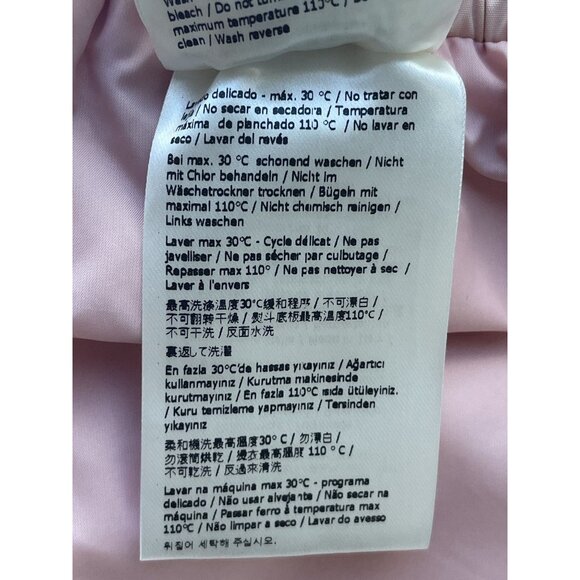 bleach / Do not tum
maximum temperature 110°C / Do
clean / Wash reverse
delicado - máx. 30 °C / No tratar con
/ No secar en secadora / Temperatura
máxima de planchado 110 °C / No lavar en
seco / Lavar del revés
Bei max. 30 °C schonend waschen / Nicht
mit Chlor behandeln / Nicht im
Wäschetrockner trocknen / Bügeln mit
maximal 110°C / Nicht chemisch reinigen /
Links waschen
Laver max 30°C - Cycle délicat / Ne pas
javelliser / Ne pas sécher par culbutage /
Repasser max 110° / Ne pas nettoyer à sec /
Laver à l'envers
最高洗涤温度30℃緩和程序 / 不可漂白 /
不可翻转干燥 / 熨斗底板最高温度110℃ /
不可干洗 / 反面水洗
裏返して洗濯
En fazla 30°C'de hassas yıkayınız / Ağartıcı
kullanmayınız / Kurutma makinesinde
kurutmayınız / En fazla 110°C ısıda ütüleyiniz.
/ Kuru temizleme yapmayınız / Tersinden
yıkayınız
柔和機洗最高溫度30°C / 勿漂白 /
勿滾筒烘乾 / 燙衣最高溫度 110 °C /
不可乾洗 / 反過來清洗
Lavar na máquina max 30°C - programa
delicado / Não usar alvejante / Não secar na
máquina / Passar ferro à temperatura max
110°C / Não limpar a seco / Lavar do avesso
뒤집어 세탁해 주십시오.